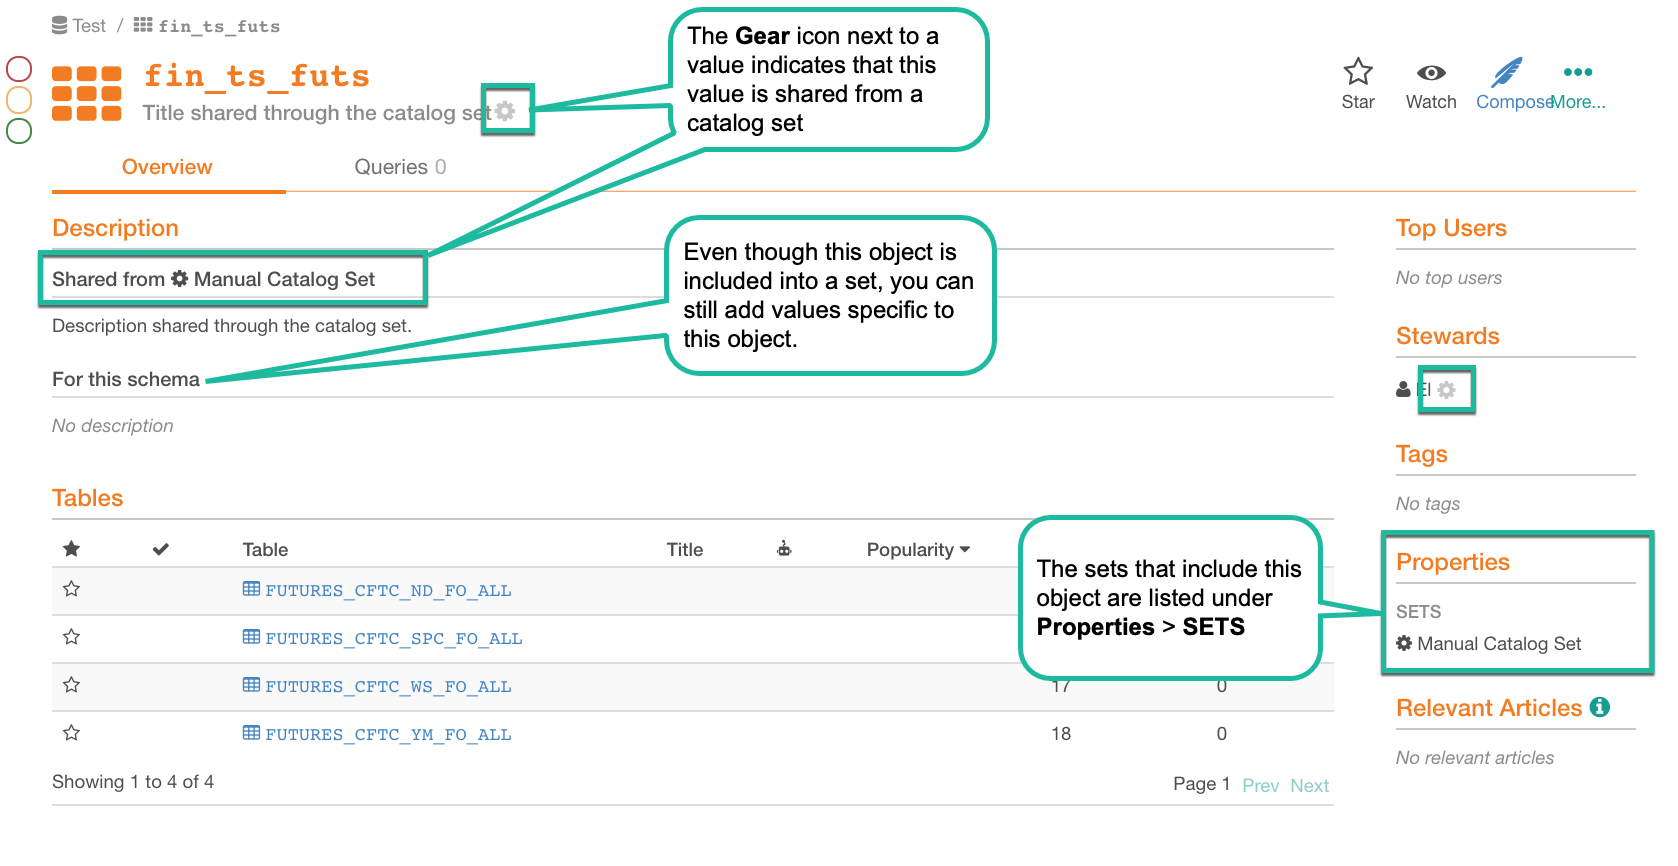 Test / fin_ts_futs
fin_ts_futs
Title shared through the catalog set
The Gear icon next to a
value indicates that this
value is shared from a
catalog set
Star Watch Compose More...
Overview Queries 0
Description
Shared from Manual Catalog Set
Description shared through the catalog set.
Even though this object is
included into a set, you can
still add values specific to
this object.
For this schema
No description
Top Users
No top users
Stewards
El
Tags
No tags
Tables
Table Title Popularity
FUTURES_CFTC_ND_FO_ALL
FUTURES_CFTC_SPC_FO_ALL
FUTURES_CFTC_WS_FO_ALL 17 0
FUTURES_CFTC_YM_FO_ALL 18 0
Showing 1 to 4 of 4
Page 1 Prev Next
The sets that include this
object are listed under
Properties > SETS
Properties
SETS
Manual Catalog Set
Relevant Articles
No relevant articles